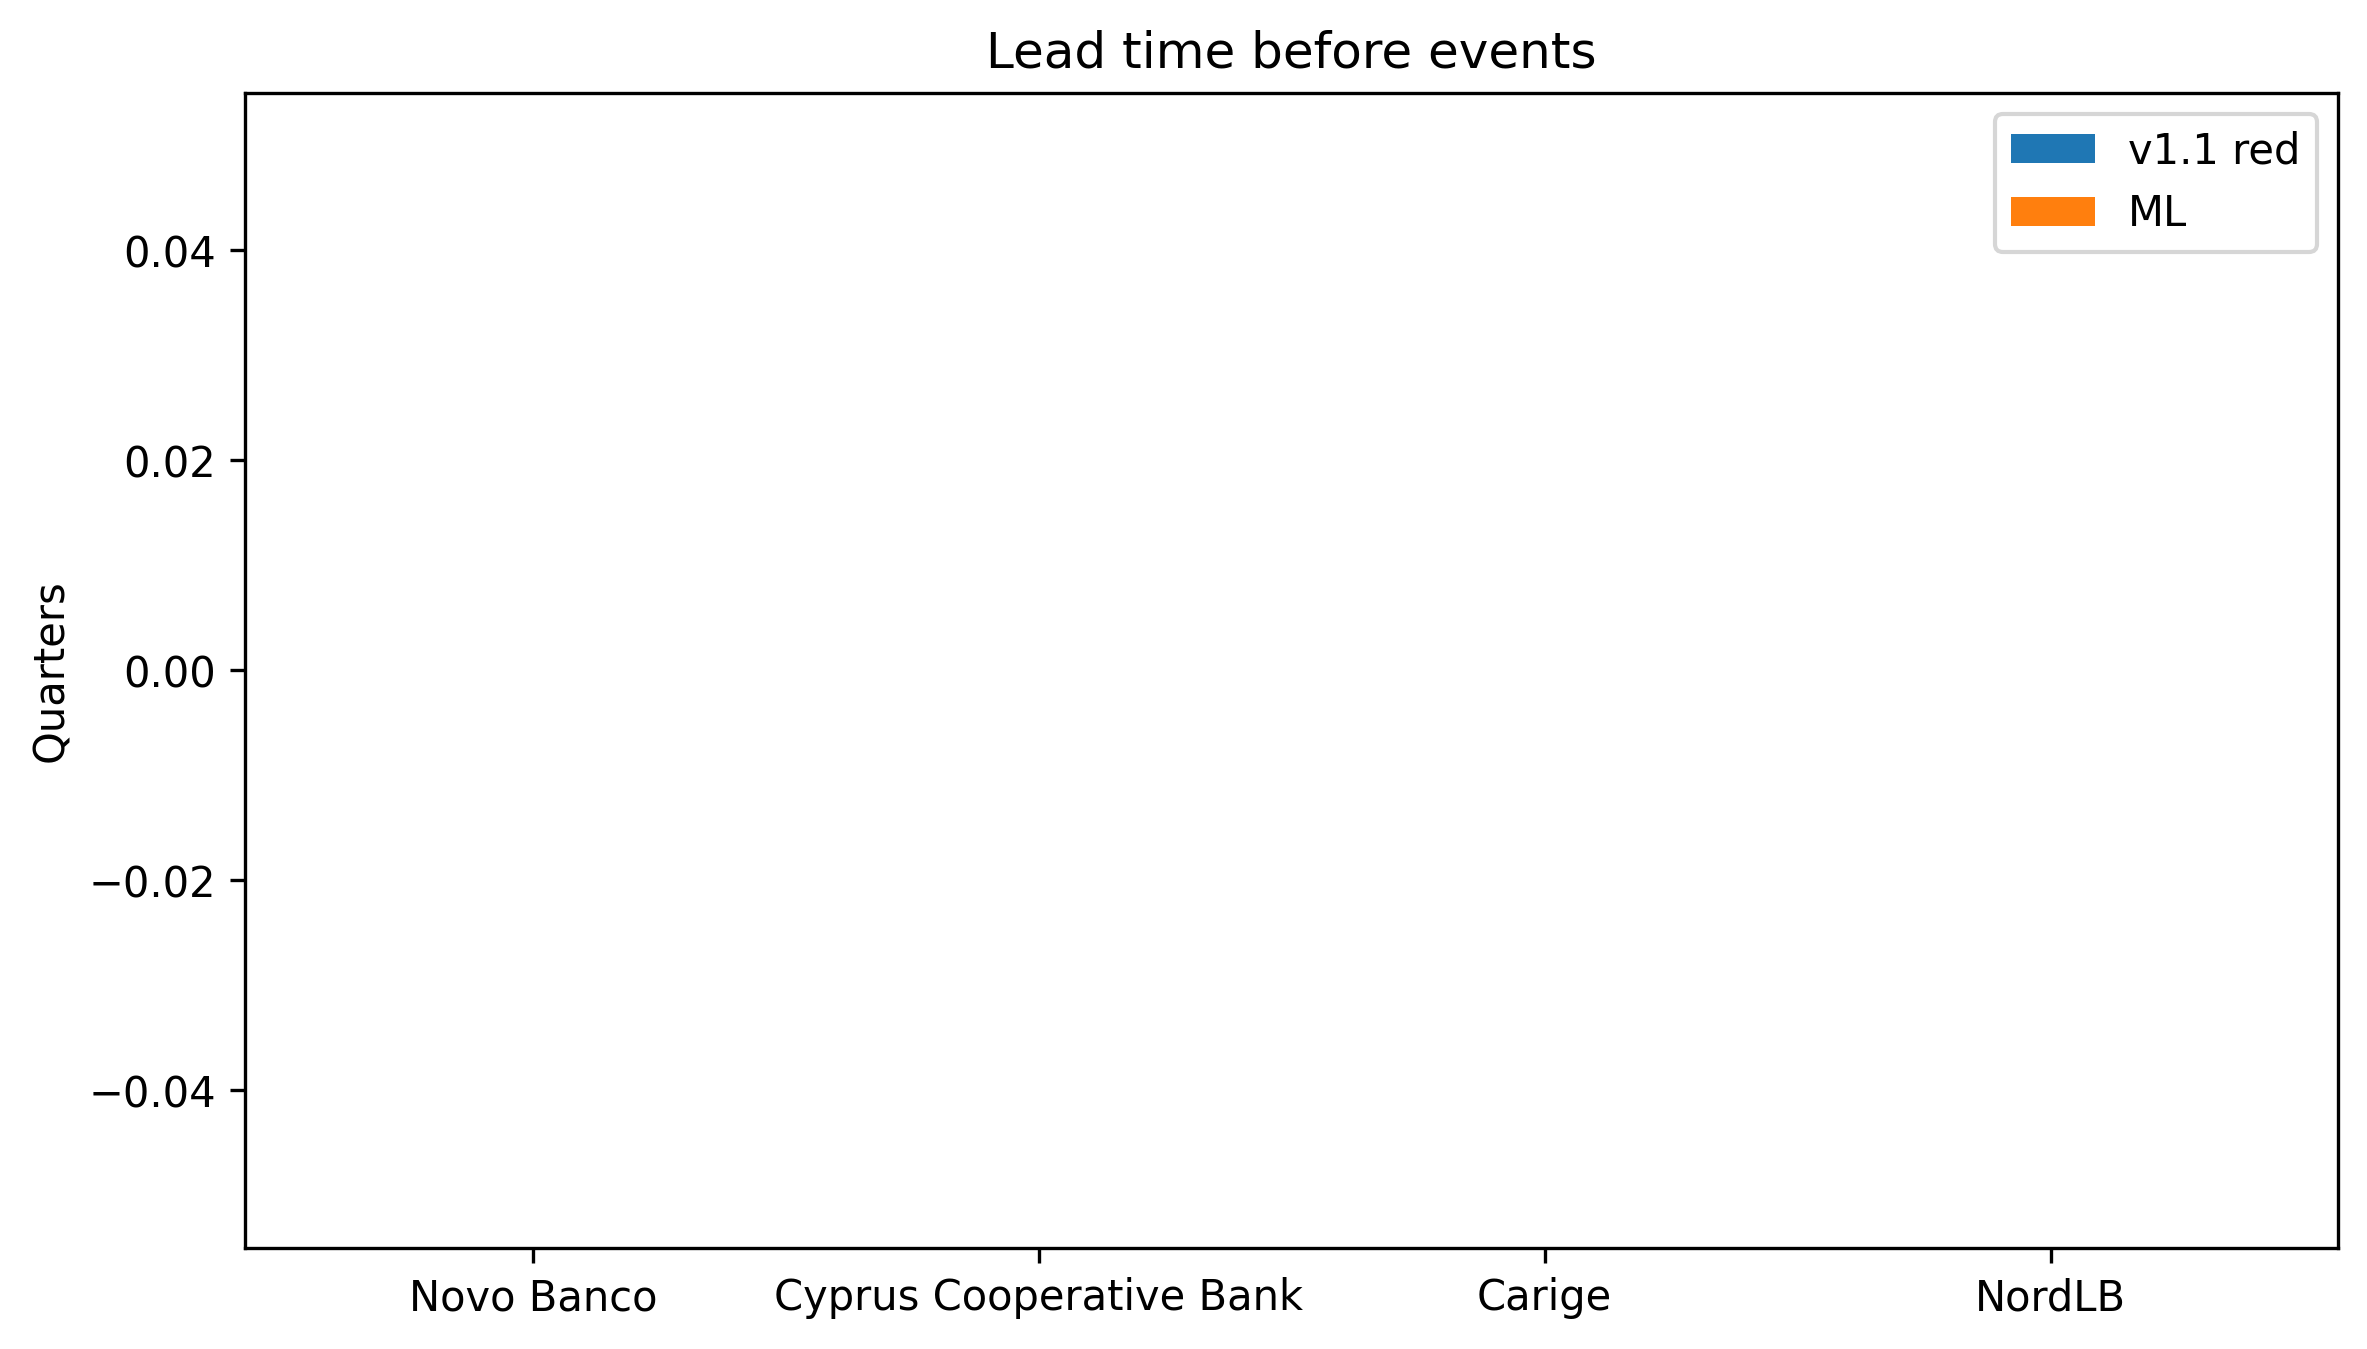 Lead time before events
v1.1 red
ML
0.04
0.02
0.00
−0.02
−0.04
Quarters
Novo Banco
Cyprus Cooperative Bank
Carige
NordLB